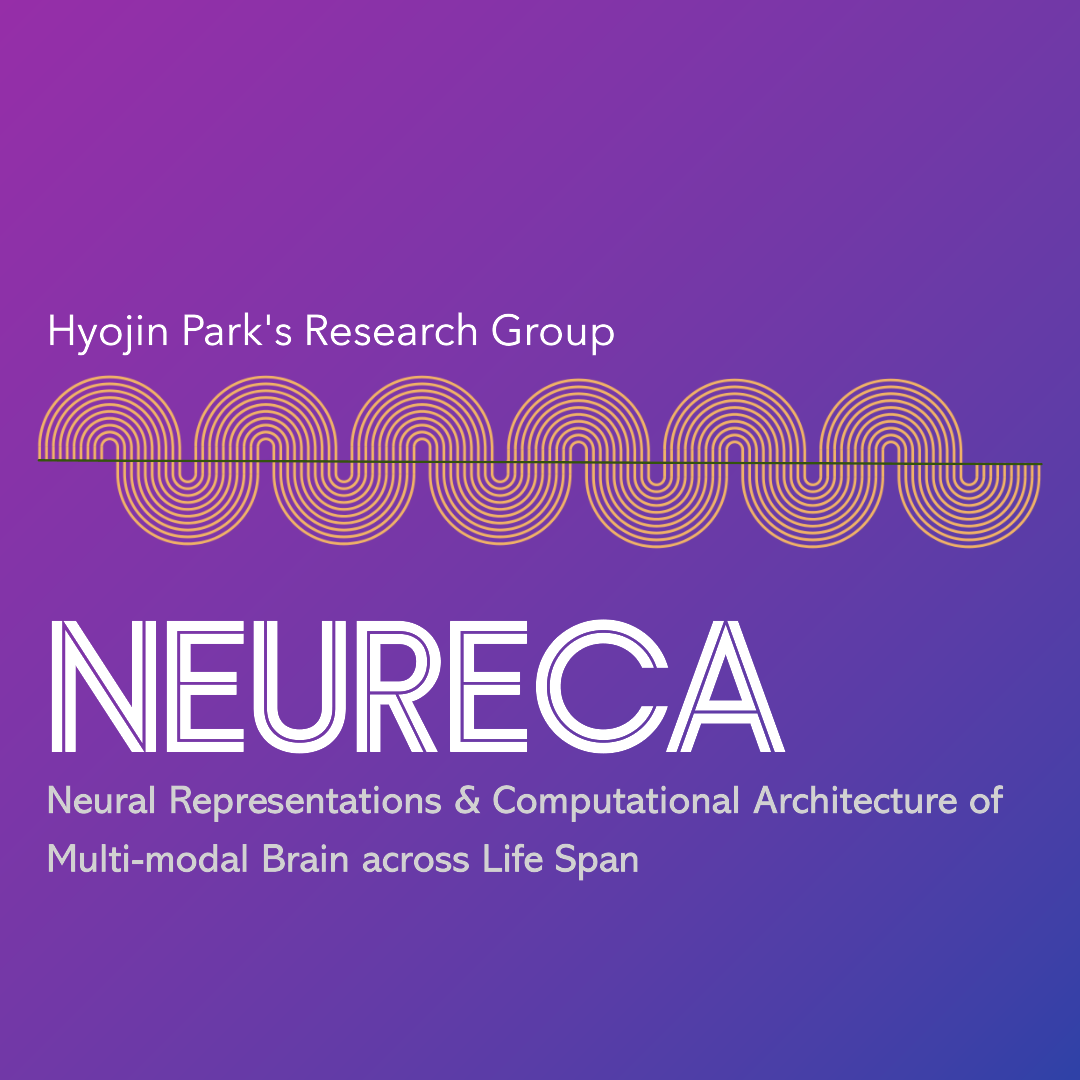 Hyojin Park's Research Group
NEURECA
Neural Representations & Computational Architecture of
Multi-modal Brain across Life Span